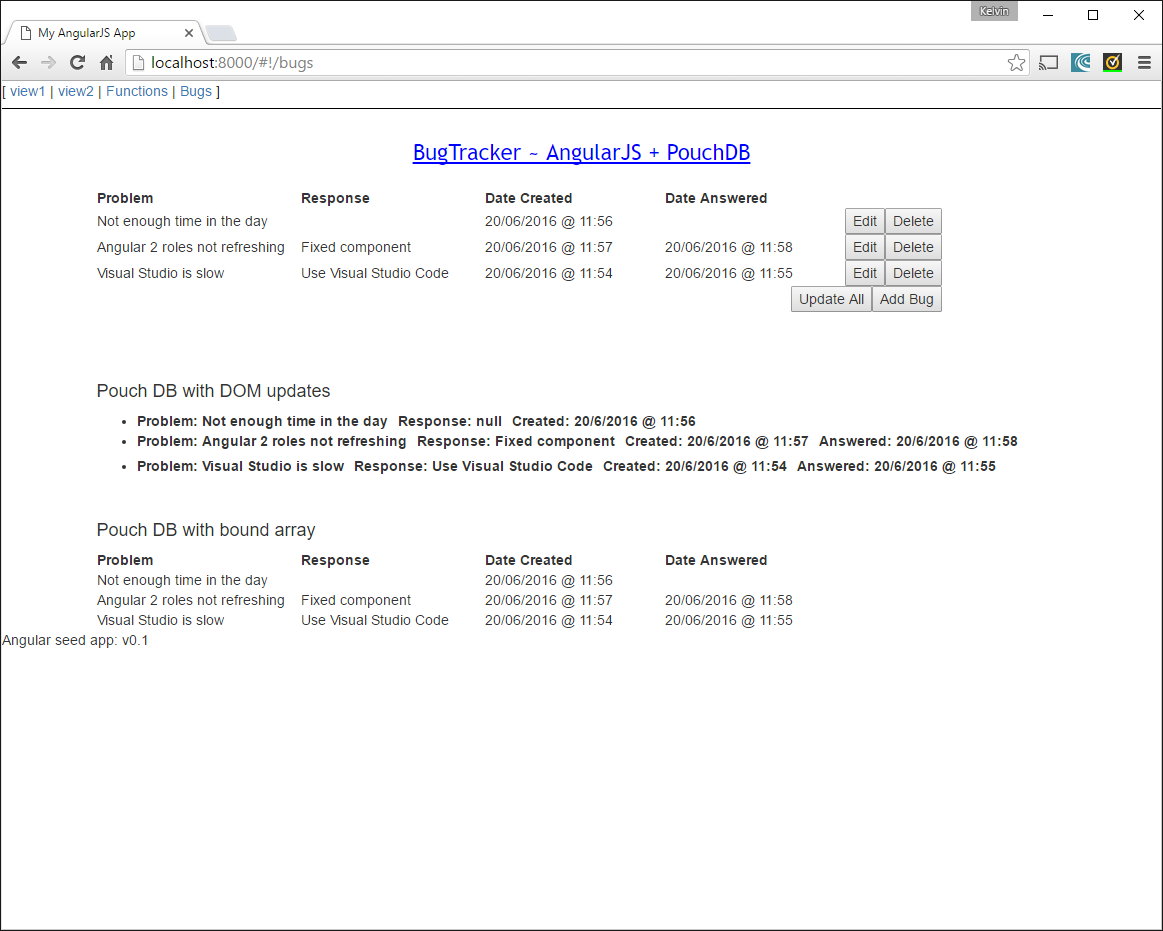 Kelvin
My AngularJS App
localhost:8000/#!/bugs
[ view1 | view2 | Functions | Bugs ]
BugTracker ~ AngularJS + PouchDB
Problem Response Date Created Date Answered
Not enough time in the day 20/06/2016 @ 11:56 Edit Delete
Angular 2 roles not refreshing Fixed component 20/06/2016 @ 11:57 20/06/2016 @ 11:58 Edit Delete
Visual Studio is slow Use Visual Studio Code 20/06/2016 @ 11:54 20/06/2016 @ 11:55 Edit Delete
Update All Add Bug
Pouch DB with DOM updates
• Problem: Not enough time in the day Response: null Created: 20/6/2016 @ 11:56
• Problem: Angular 2 roles not refreshing Response: Fixed component Created: 20/6/2016 @ 11:57 Answered: 20/6/2016 @ 11:58
• Problem: Visual Studio is slow Response: Use Visual Studio Code Created: 20/6/2016 @ 11:54 Answered: 20/6/2016 @ 11:55
Pouch DB with bound array
Problem Response Date Created Date Answered
Not enough time in the day 20/06/2016 @ 11:56
Angular 2 roles not refreshing Fixed component 20/06/2016 @ 11:57 20/06/2016 @ 11:58
Visual Studio is slow Use Visual Studio Code 20/06/2016 @ 11:54 20/06/2016 @ 11:55
Angular seed app: v0.1